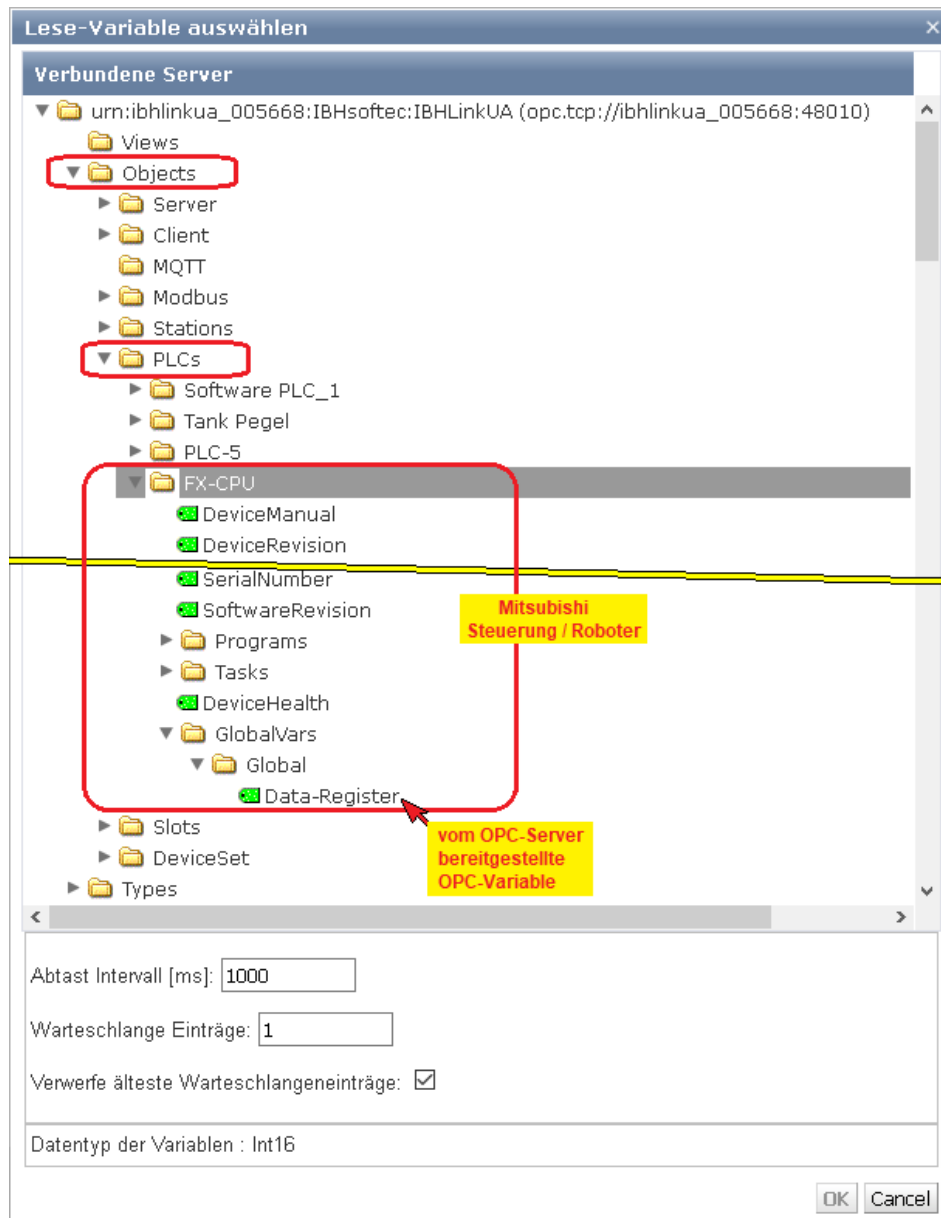 Lese-Variable auswählen
Verbundene Server
urn:ibhlinkua_005668:IBHsoftec:IBHLinkUA (opc.tcp://ibhlinkua_005668:48010)
Views
Objects
Server
Client
MQTT
Modbus
Stations
PLCs
Software PLC_1
Tank Pegel
PLC-5
FX-CPU
DeviceManual
DeviceRevision
SerialNumber
SoftwareRevision
Mitsubishi
Steuerung / Roboter
Programs
Tasks
DeviceHealth
GlobalVars
Global
Data-Register
vom OPC-Server
bereitgestellte
OPC-Variable
Slots
DeviceSet
Types
Abtast Intervall [ms]: 1000
Warteschlange Einträge: 1
Verwerfe älteste Warteschlangeneinträge:
Datentyp der Variablen : Int16
OK Cancel